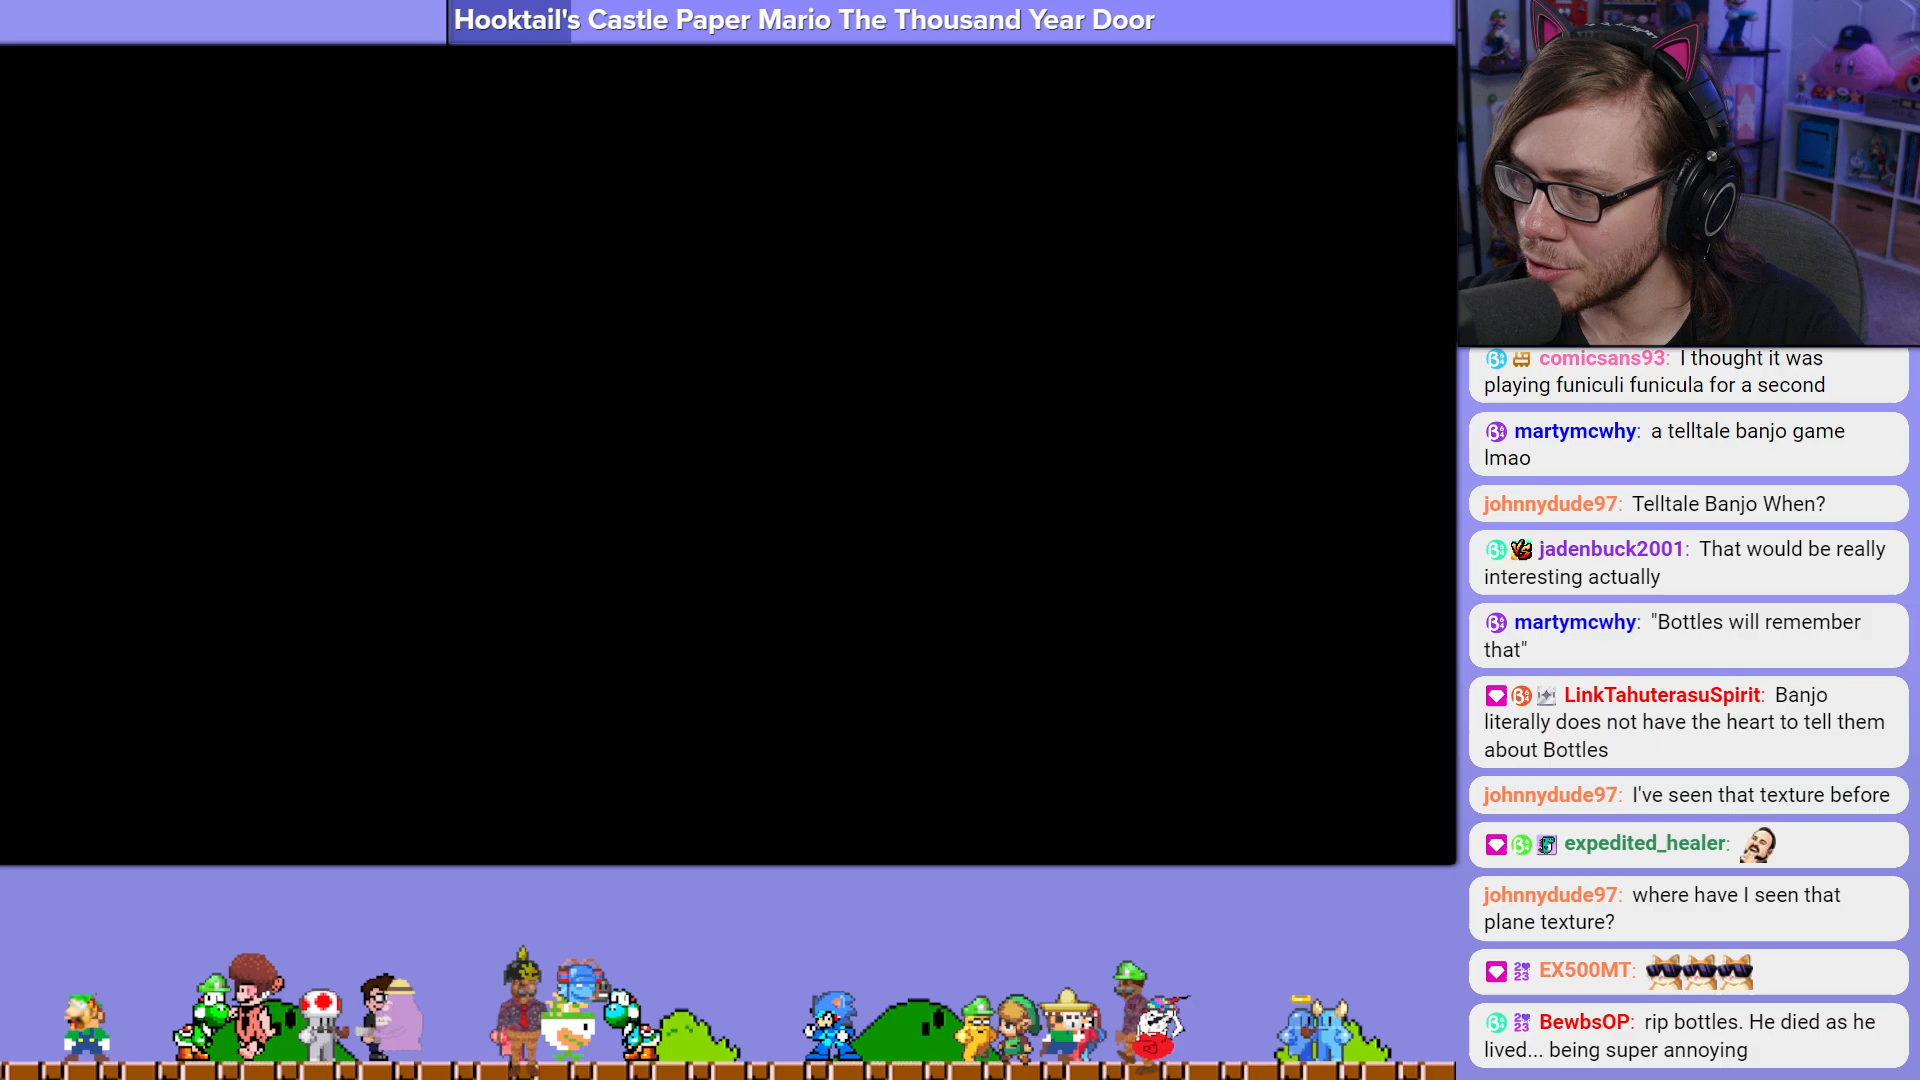 Hooktail's Castle Paper Mario The Thousand Year Door
comicsans93: I thought it was
playing funiculi funicula for a second
martymcwhy: a telltale banjo game
lmao
johnnydude97: Telltale Banjo When?
jadenbuck2001: That would be really
interesting actually
martymcwhy: "Bottles will remember
that"
LinkTahuterasuSpirit: Banjo
literally does not have the heart to tell them
about Bottles
johnnydude97: I've seen that texture before
expedited_healer:
johnnydude97: where have I seen that
plane texture?
EX500MT:
BewbsOP: rip bottles. He died as he
lived... being super annoying